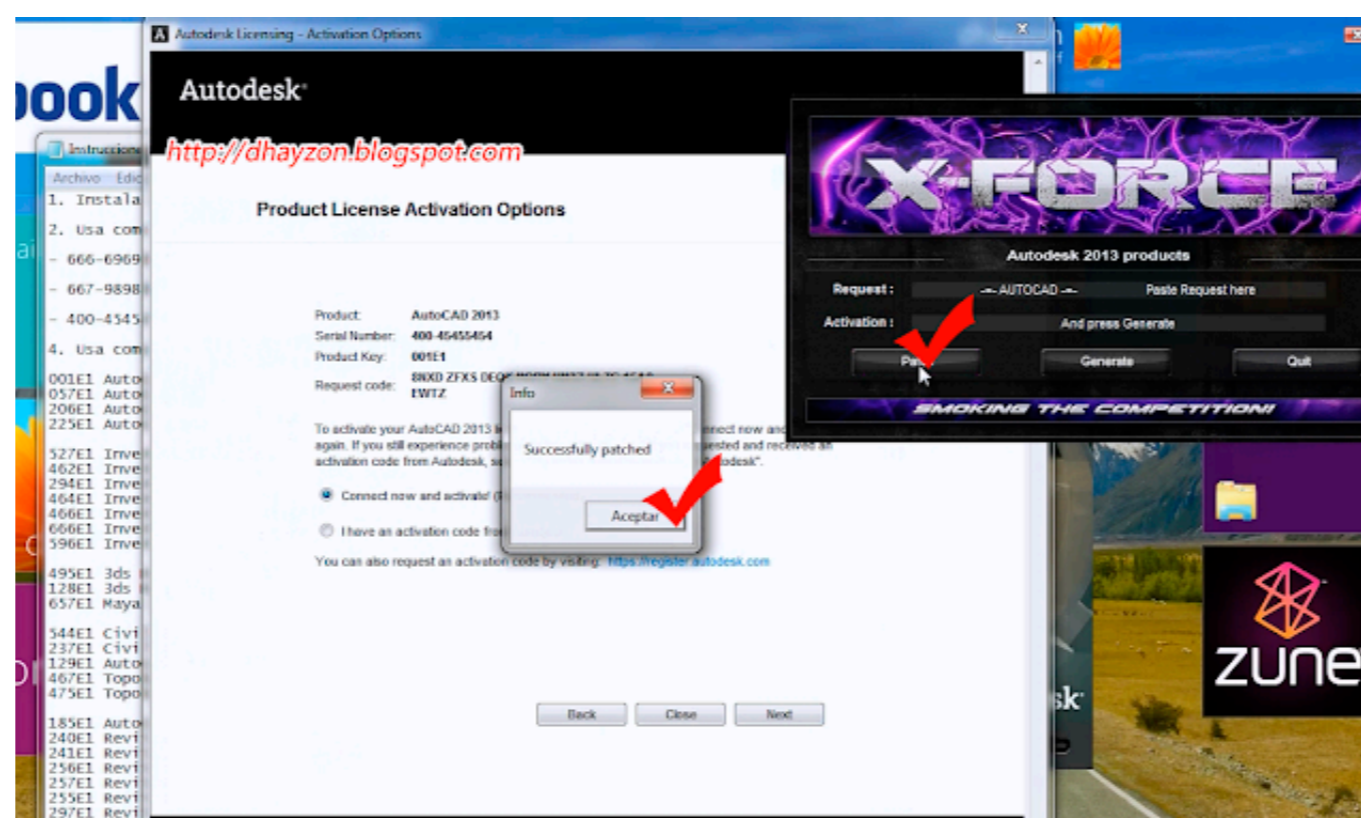 Autodesk Licensing - Activation Options
Autodesk
http://dhayzon.blogspot.com
Product License Activation Options
Product: AutoCAD 2013
Serial Number: 400-45455454
Product Key: 001E1
Request code:
EWTZ
To activate your AutoCAD 2013
again. If you still experience
activation code from Autodesk,
Connect now and activate!
I have an activation code
You can also request an activation code by visiting: https://register.autodesk.com
Back Close Next
Info
Successfully patched
Aceptar
X-FORCE
Autodesk 2013 products
Request : AUTOCAD Paste Request here
Activation : And press Generate
Generate Quit
SMOKING THE COMPETITION!
book
Archivo
1. Instala
2. Usa com
- 666-6969
- 667-9898
- 400-4545
4. Usa com
001E1 Auto
057E1 Auto
206E1 Auto
225E1 Auto
527E1 Inve
462E1 Inve
294E1 Inve
464E1 Inve
466E1 Inve
666E1 Inve
596E1 Inve
495E1 3ds
128E1 3ds
657E1 Maya
544E1 Civi
237E1 Civi
129E1 Auto
467E1 Topo
475E1 Topo
185E1 Auto
240E1 Revi
241E1 Revi
256E1 Revi
257E1 Revi
255E1 Revi
297E1 Revi
zune